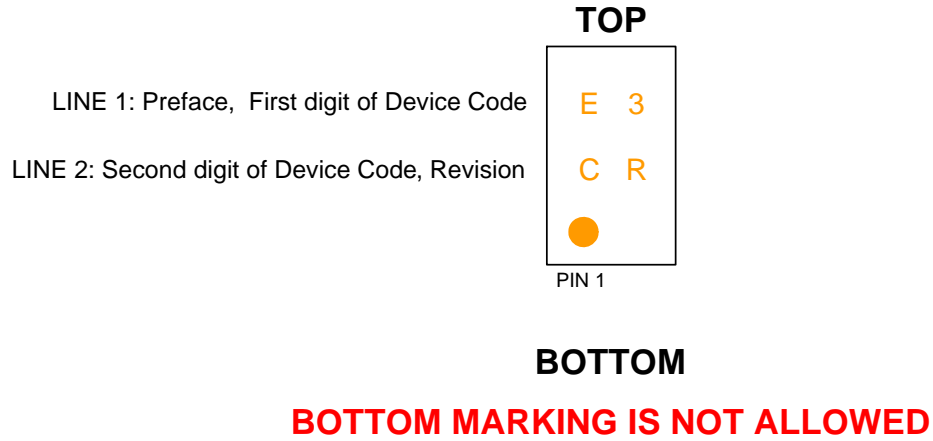 TOP
LINE 1: Preface, First digit of Device Code
E 3
LINE 2: Second digit of Device Code, Revision
C R
PIN 1
BOTTOM
BOTTOM MARKING IS NOT ALLOWED